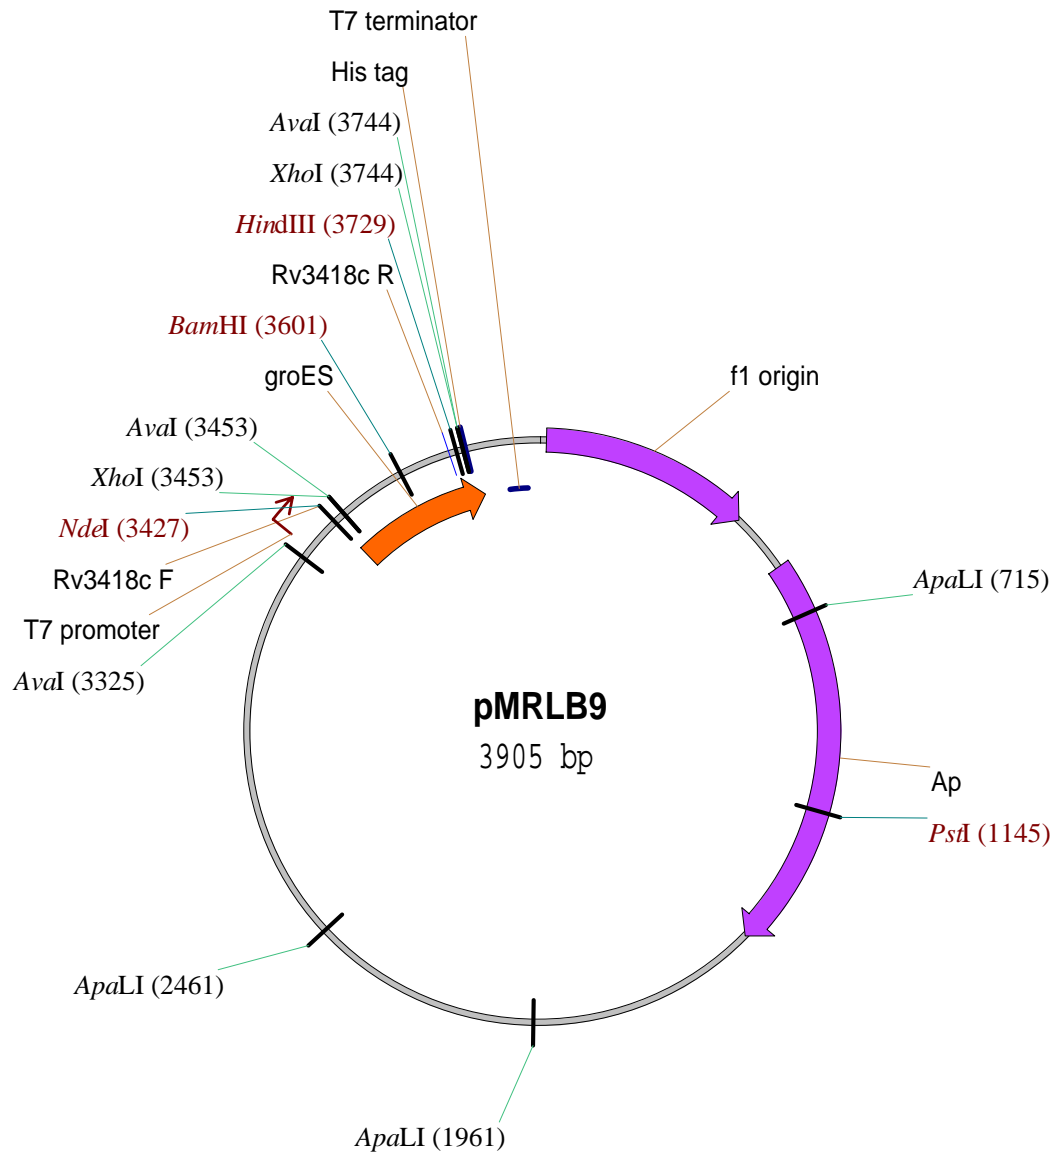 T7 terminator
His tag
AvaI (3744)
XhoI (3744)
HindIII (3729)
Rv3418c R
BamHI (3601)
groES
f1 origin
AvaI (3453)
XhoI (3453)
NdeI (3427)
Rv3418c F
T7 promoter
AvaI (3325)
ApaLI (715)
pMRLB9
3905 bp
Ap
PstI (1145)
ApaLI (2461)
ApaLI (1961)